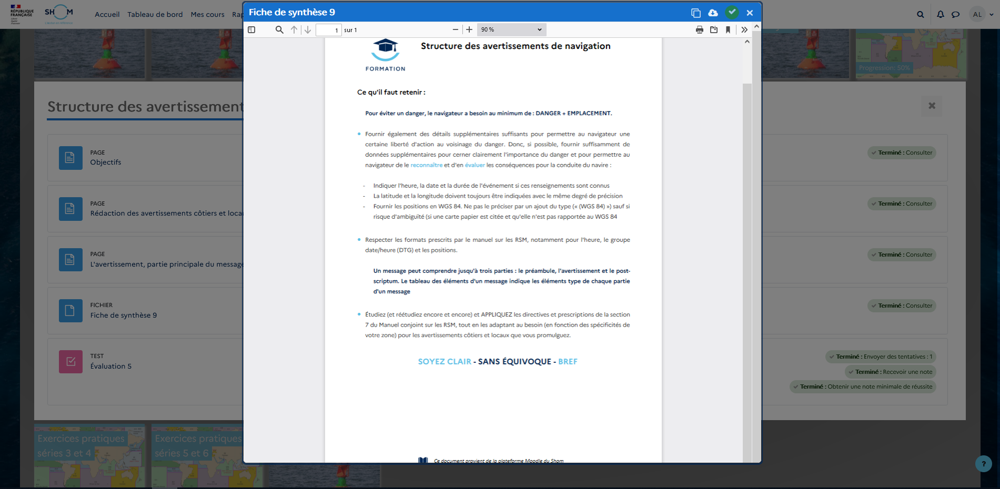 RÉPUBLIQUE
FRANÇAISE
Liberté
Égalité
Fraternité
SHOM
L'océan en référence
Accueil
Tableau de bord
Mes cours
Rap
AL
Fiche de synthèse 9
1
sur 1
90 %
Progression: 50%
Structure des avertissement
PAGE
Objectifs
Terminé : Consulter
PAGE
Rédaction des avertissements côtiers et loca
Terminé : Consulter
PAGE
L'avertissement, partie principale du message
Terminé : Consulter
FICHIER
Fiche de synthèse 9
Terminé : Consulter
TEST
Évaluation 5
Terminé : Envoyer des tentatives : 1
Terminé : Recevoir une note
Terminé : Obtenir une note minimale de réussite
FORMATION
Structure des avertissements de navigation
Ce qu'il faut retenir :
Pour éviter un danger, le navigateur a besoin au minimum de : DANGER + EMPLACEMENT.
Fournir également des détails supplémentaires suffisants pour permettre au navigateur une
certaine liberté d'action au voisinage du danger. Donc, si possible, fournir suffisamment de
données supplémentaires pour cerner clairement l'importance du danger et pour permettre au
navigateur de le reconnaître et d'en évaluer les conséquences pour la conduite du navire :
- Indiquer l'heure, la date et la durée de l'événement si ces renseignements sont connus
- La latitude et la longitude doivent toujours être indiquées avec le même degré de précision
- Fournir les positions en WGS 84. Ne pas le préciser par un ajout du type (« (WGS 84) ») sauf si
risque d'ambiguïté (si une carte papier est citée et qu'elle n'est pas rapportée au WGS 84
Respecter les formats prescrits par le manuel sur les RSM, notamment pour l'heure, le groupe
date/heure (DTG) et les positions.
Un message peut comprendre jusqu'à trois parties : le préambule, l'avertissement et le post-
scriptum. Le tableau des éléments d'un message indique les éléments type de chaque partie
d'un message
Étudiez (et réétudiez encore et encore) et APPLIQUEZ les directives et prescriptions de la section
7 du Manuel conjoint sur les RSM, tout en les adaptant au besoin (en fonction des spécificités de
votre zone) pour les avertissements côtiers et locaux que vous promulguez.
SOYEZ CLAIR - SANS ÉQUIVOQUE - BREF
Ce document provient de la plateforme Moodle du Shom
Exercices pratiques
séries 3 et 4
Exercices pratiques
séries 5 et 6
?